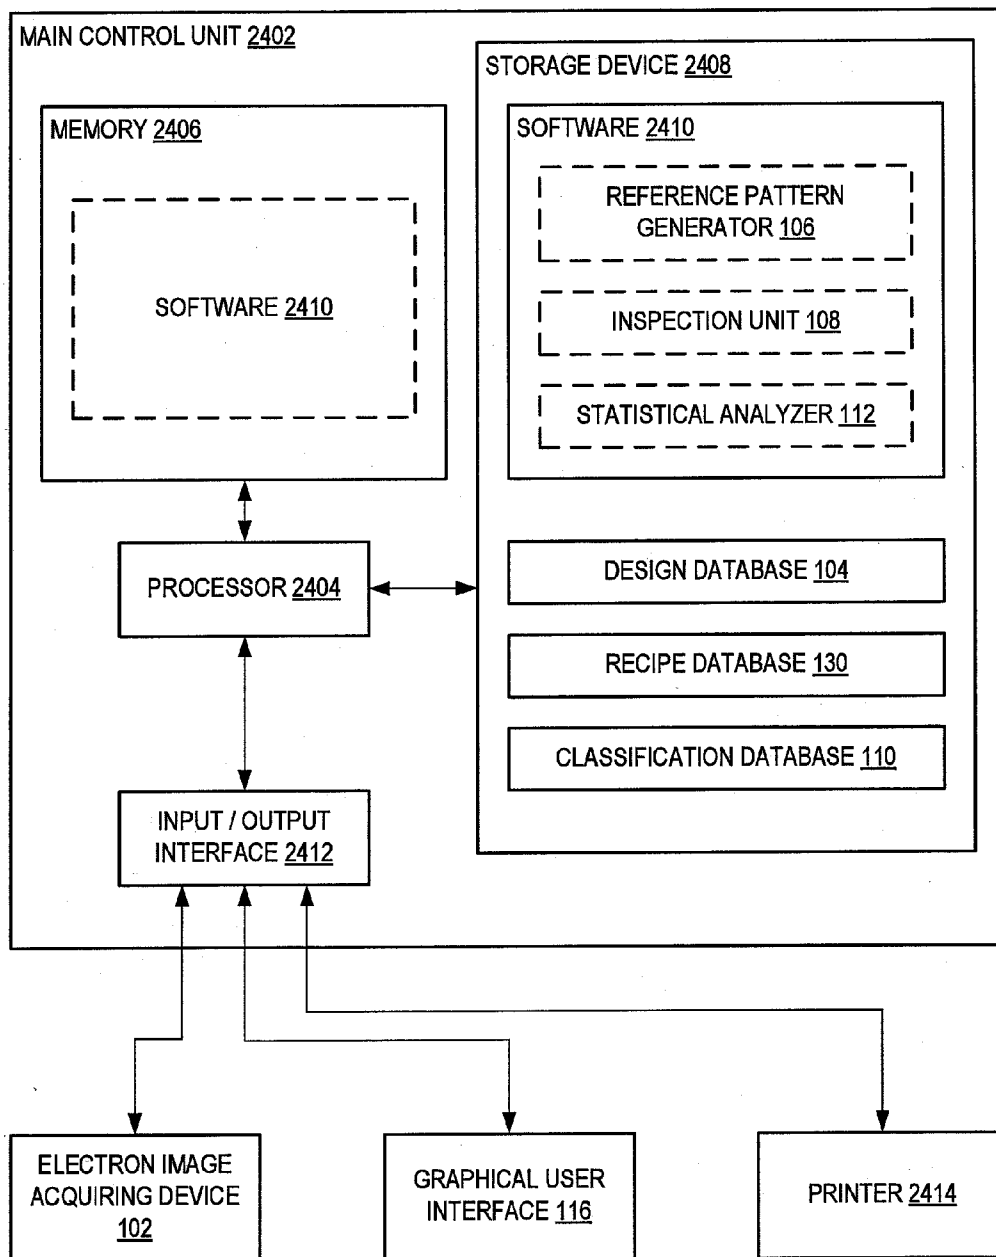 MAIN CONTROL UNIT 2402
STORAGE DEVICE 2408
MEMORY 2406
SOFTWARE 2410
SOFTWARE 2410
REFERENCE PATTERN
GENERATOR 106
INSPECTION UNIT 108
STATISTICAL ANALYZER 112
PROCESSOR 2404
DESIGN DATABASE 104
RECIPE DATABASE 130
CLASSIFICATION DATABASE 110
INPUT / OUTPUT
INTERFACE 2412
ELECTRON IMAGE
ACQUIRING DEVICE
102
GRAPHICAL USER
INTERFACE 116
PRINTER 2414